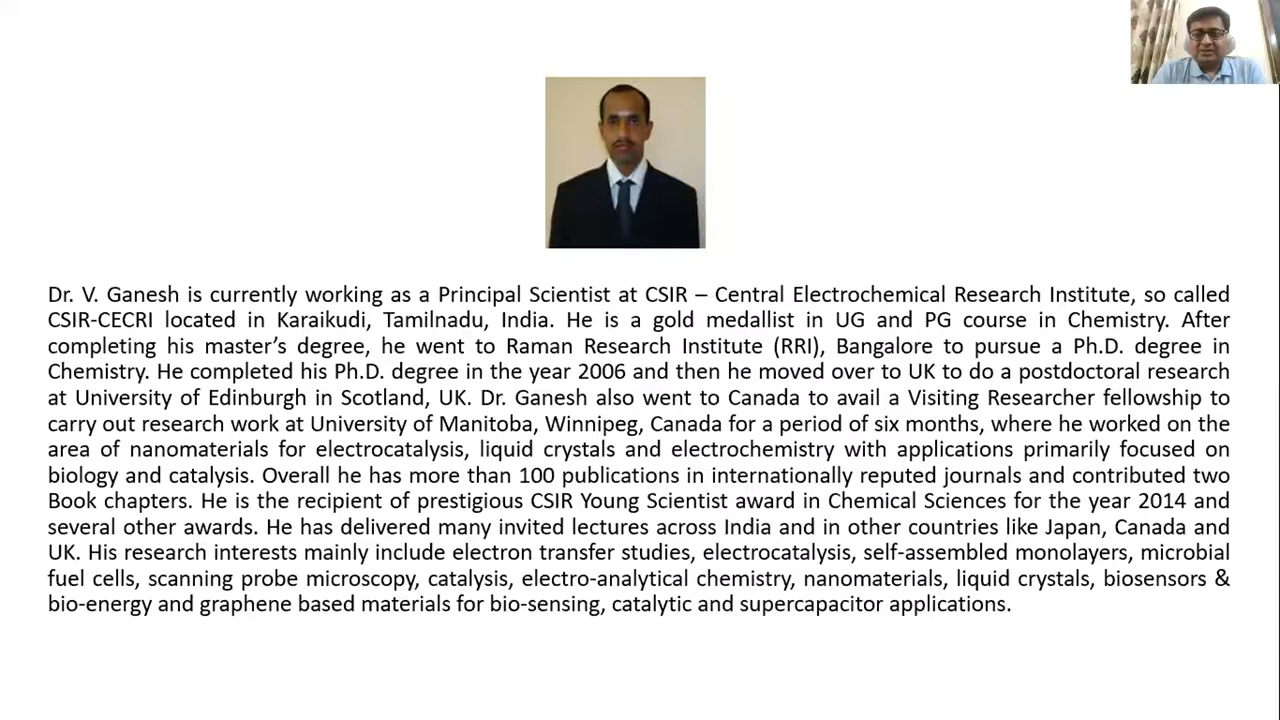 Dr. V. Ganesh is currently working as a Principal Scientist at CSIR – Central Electrochemical Research Institute, so called
CSIR-CECRI located in Karaikudi, Tamilnadu, India. He is a gold medallist in UG and PG course in Chemistry. After
completing his master’s degree, he went to Raman Research Institute (RRI), Bangalore to pursue a Ph.D. degree in
Chemistry. He completed his Ph.D. degree in the year 2006 and then he moved over to UK to do a postdoctoral research
at University of Edinburgh in Scotland, UK. Dr. Ganesh also went to Canada to avail a Visiting Researcher fellowship to
carry out research work at University of Manitoba, Winnipeg, Canada for a period of six months, where he worked on the
area of nanomaterials for electrocatalysis, liquid crystals and electrochemistry with applications primarily focused on
biology and catalysis. Overall he has more than 100 publications in internationally reputed journals and contributed two
Book chapters. He is the recipient of prestigious CSIR Young Scientist award in Chemical Sciences for the year 2014 and
several other awards. He has delivered many invited lectures across India and in other countries like Japan, Canada and
UK. His research interests mainly include electron transfer studies, electrocatalysis, self-assembled monolayers, microbial
fuel cells, scanning probe microscopy, catalysis, electro-analytical chemistry, nanomaterials, liquid crystals, biosensors &
bio-energy and graphene based materials for bio-sensing, catalytic and supercapacitor applications.